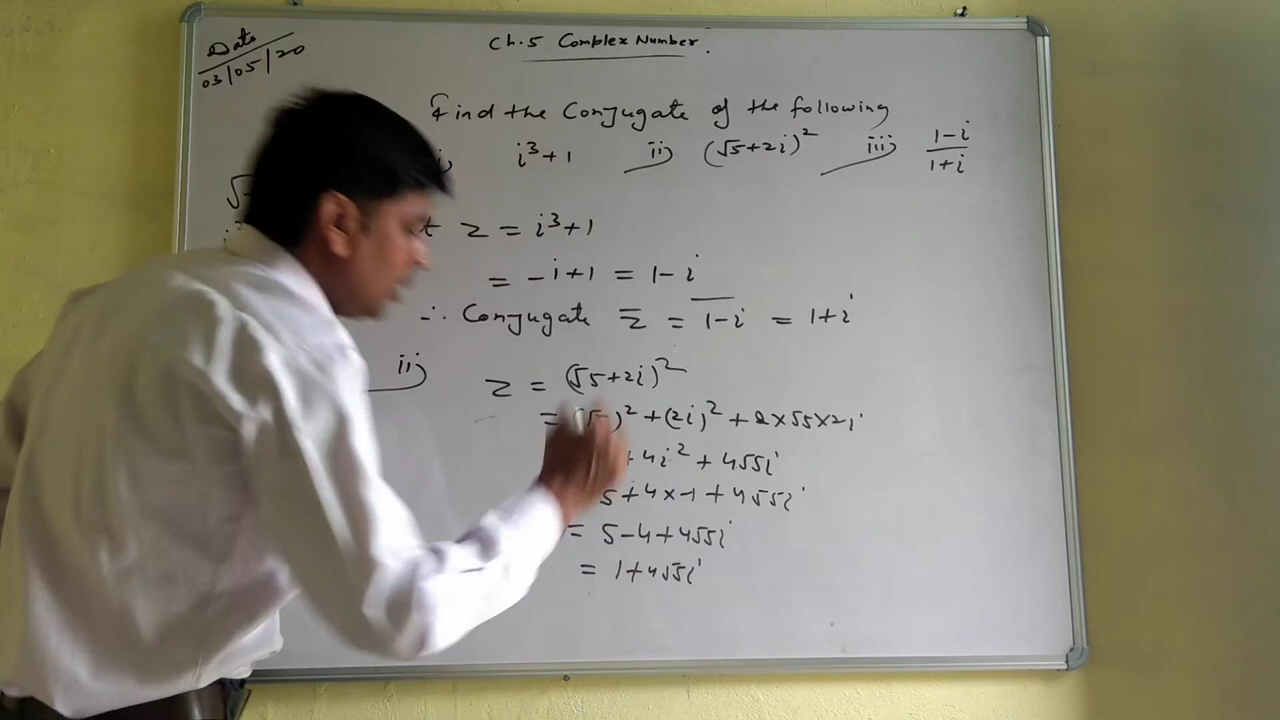 Date
03/05/20
Ch.5 Complex Number.
Find the Conjugate of the following
i) i³+1 ii) (√5+2i)² iii) 1-i/1+i
z = i³+1
= -i+1 = 1-i
∴ Conjugate z̅ = \overline{1-i} = 1+i
ii) z = (√5+2i)²
= (√5)²+(2i)²+2×√5×2i
+4i²+4√5i
5+4×-1+4√5i
= 5-4+4√5i
= 1+4√5i